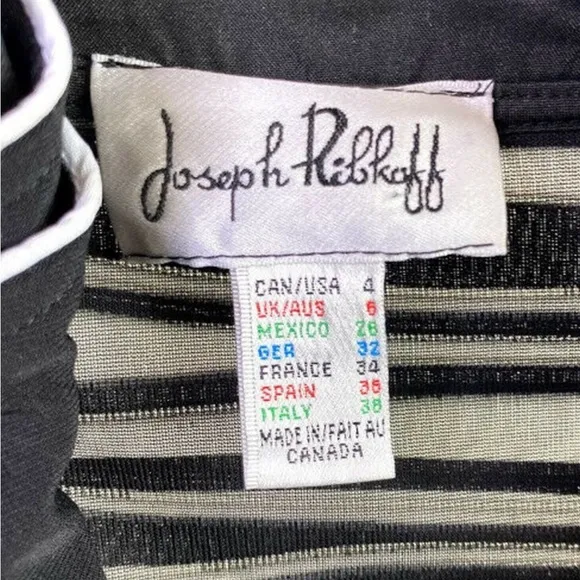 Joseph Ribkoff
CAN/USA 4
UK/AUS 6
MEXICO 26
GER 32
FRANCE 34
SPAIN 36
ITALY 38
MADE IN/FAIT AU
CANADA